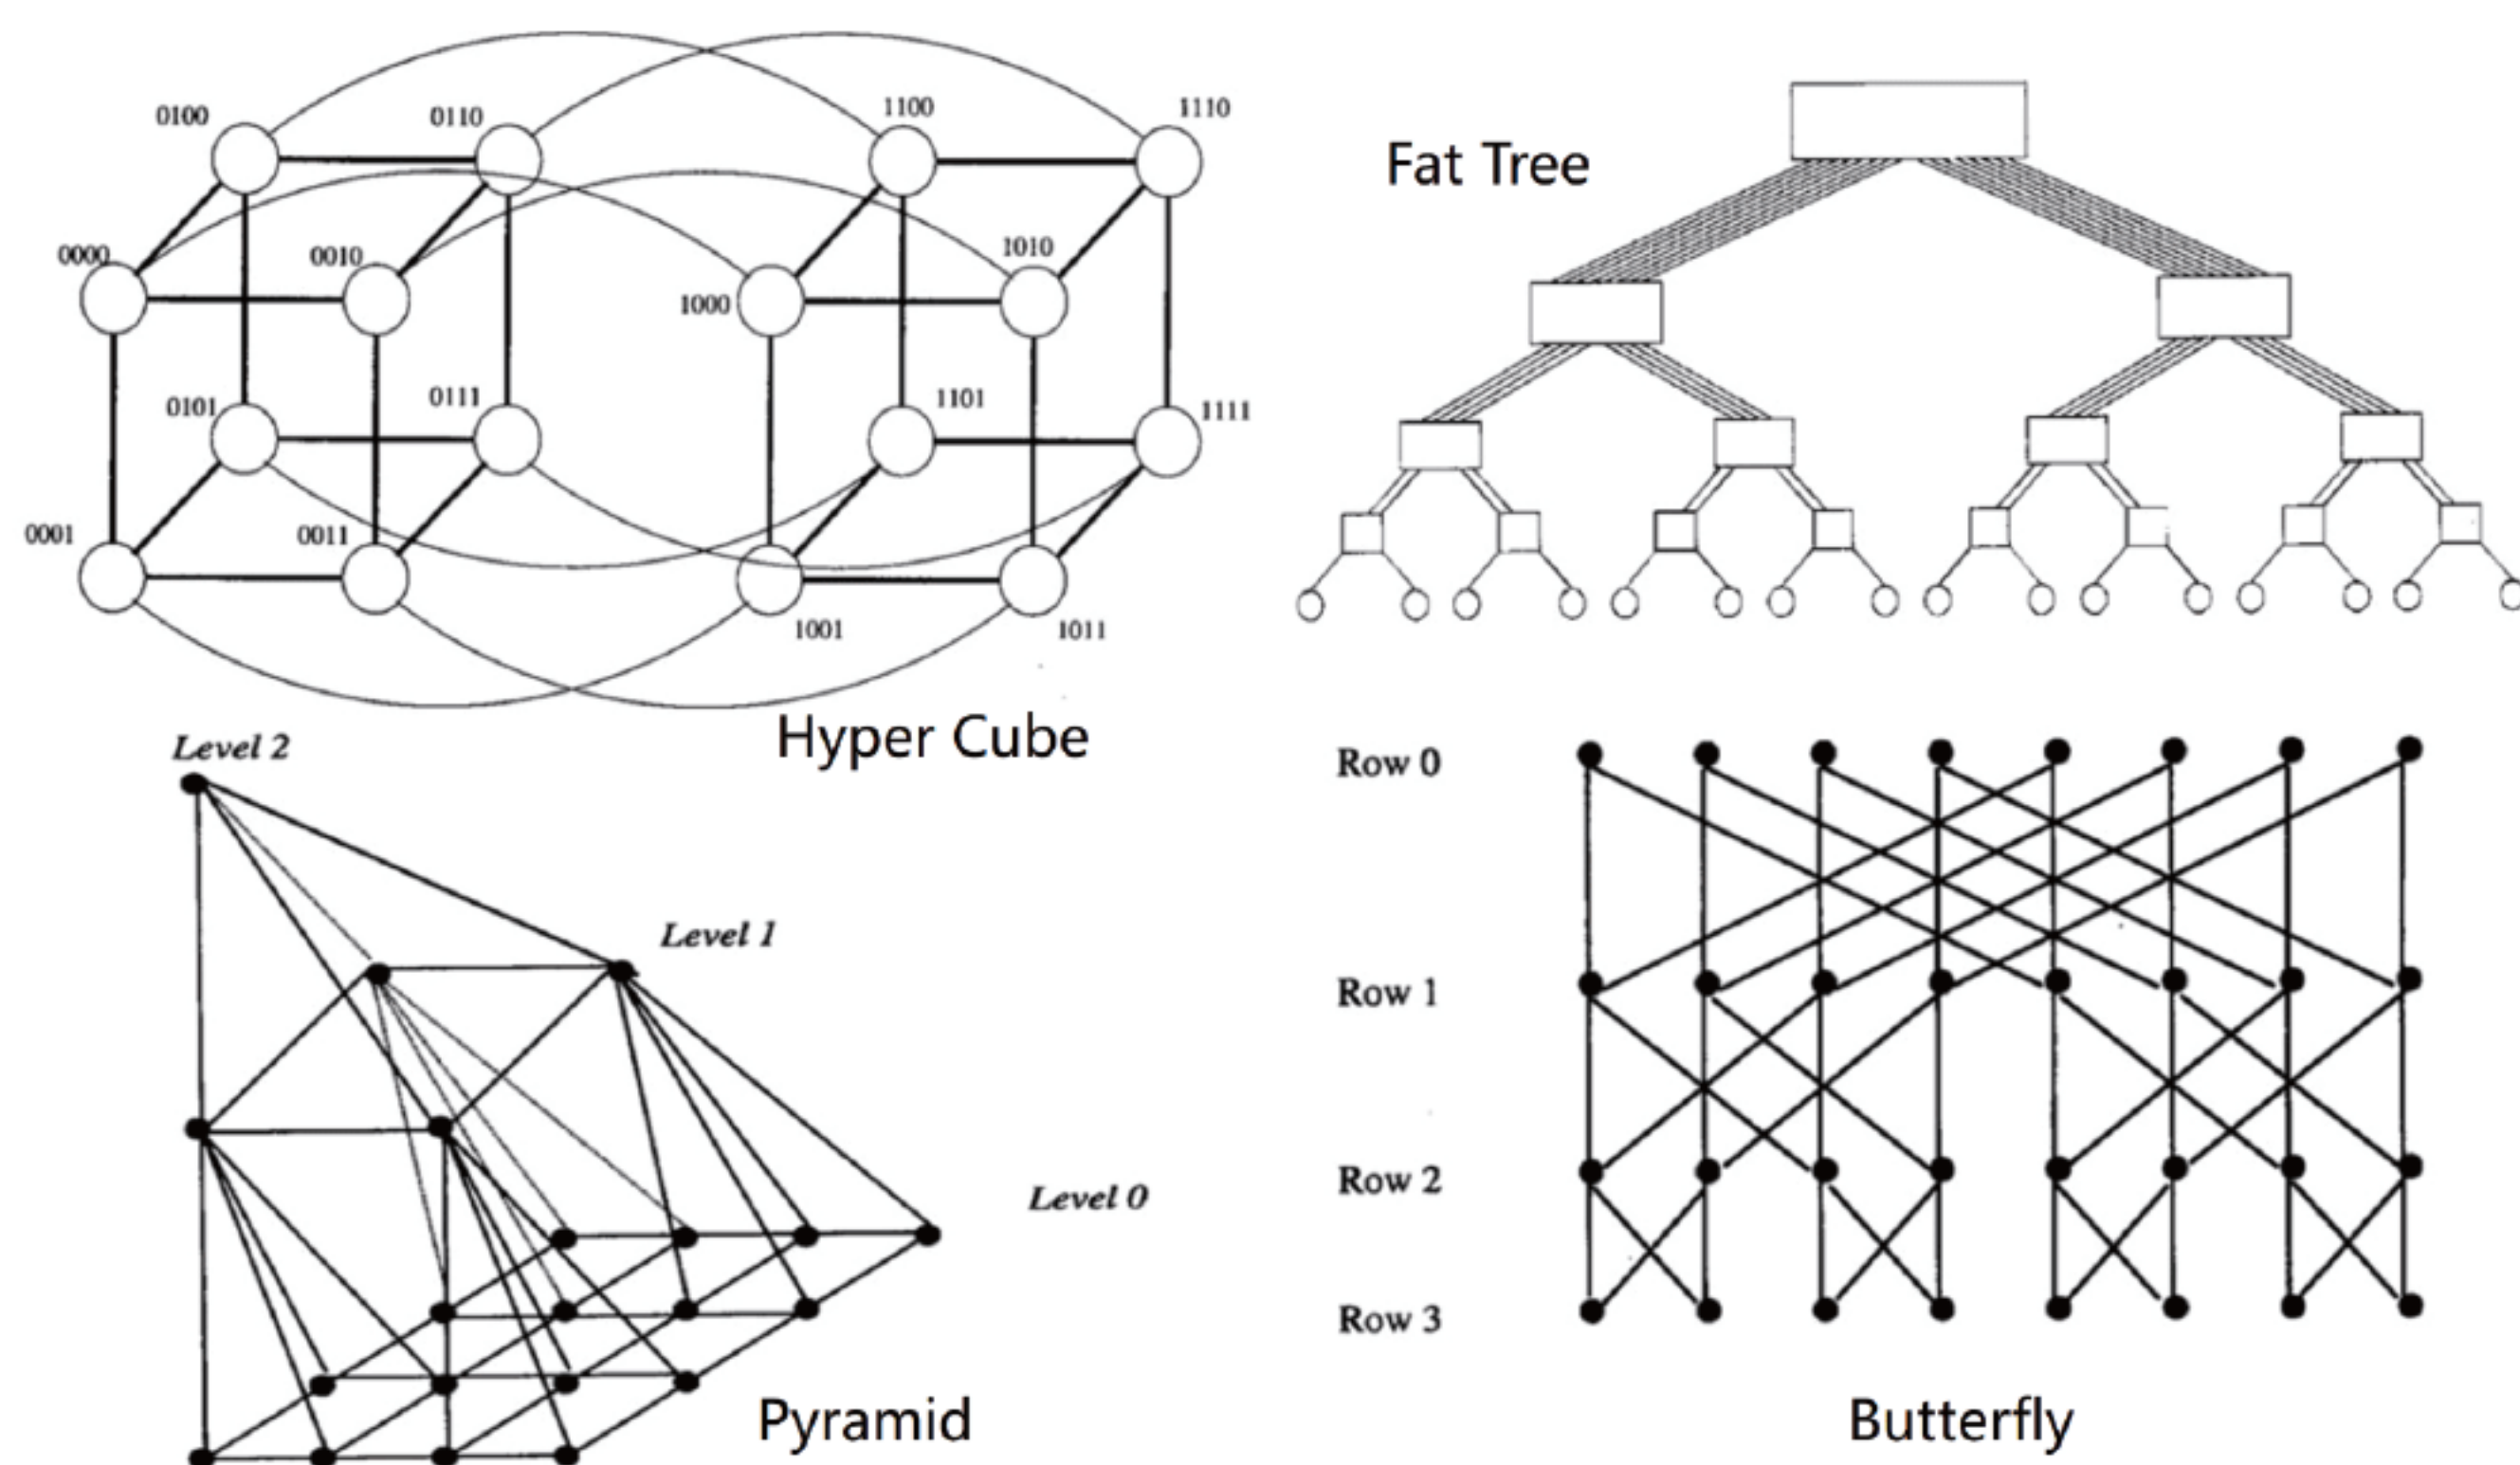 0100
0110
1100
1110
Fat Tree
0000
0010
1010
1000
0101
0111
1101
1111
0001
0011
1001
1011
Hyper Cube
Level 2
Level 1
Level 0
Pyramid
Row 0
Row 1
Row 2
Row 3
Butterfly